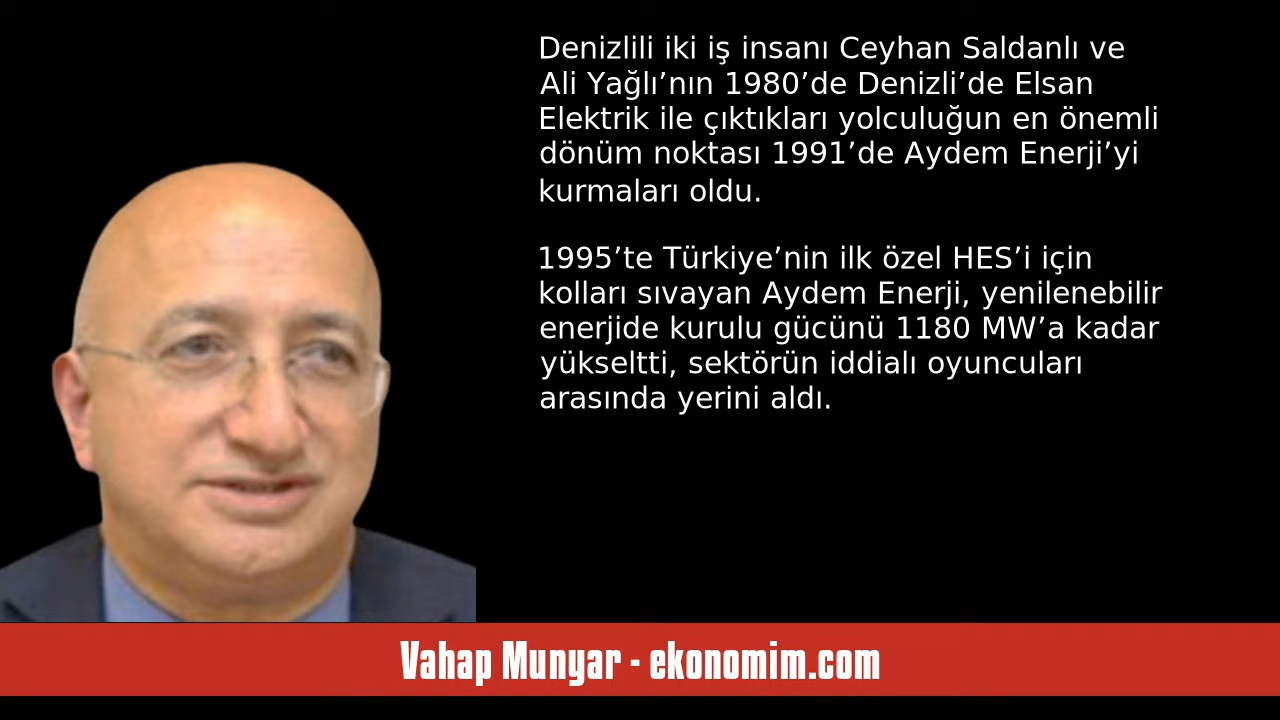 Denizlili iki iş insanı Ceyhan Saldanlı ve
Ali Yağlı’nın 1980’de Denizli’de Elsan
Elektrik ile çıktıkları yolculuğun en önemli
dönüm noktası 1991’de Aydem Enerji’yi
kurmaları oldu.
1995’te Türkiye’nin ilk özel HES’i için
kolları sıvayan Aydem Enerji, yenilenebilir
enerjide kurulu gücünü 1180 MW’a kadar
yükseltti, sektörün iddialı oyuncuları
arasında yerini aldı.
Vahap Munyar - ekonomim.com